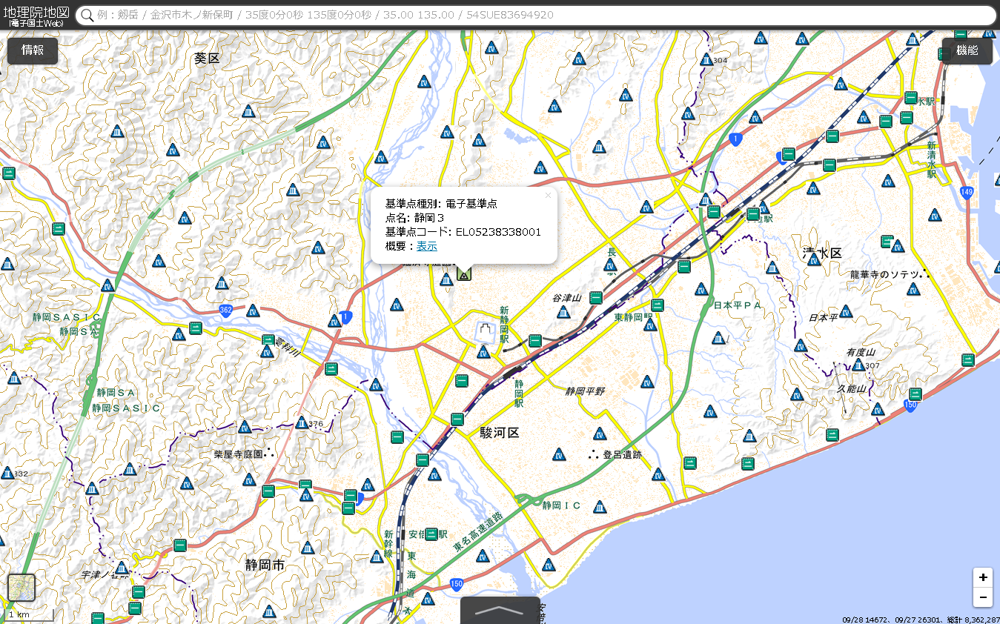 地理院地図
(電子国土Web)
例：剱岳 / 金沢市木ノ新保町 / 35度0分0秒 135度0分0秒 / 35.00 135.00 / 54SUE83694920
情報
機能
葵区
304
1
新清水駅
149
基準点種別: 電子基準点
点名: 静岡３
基準点コード: EL05238338001
概要：表示
×
清水区
龍華寺のソテツ
谷津山
362
1
新静岡駅
東静岡駅
日本平ＰＡ
日本平
静岡ＳＡＳＩＣ
静岡ＳＡ
藁科川
有度山
307
久能山
150
静岡ＳＡ
静岡ＳＡＳＩＣ
静岡駅
静岡平野
376
駿河区
柴屋寺庭園
登呂遺跡
332
静岡ＩＣ
東名高速道路
新幹線
東海道本
静岡市
150
1 km
+
−
09/28 14672、09/27 26301、総計 8,362,287